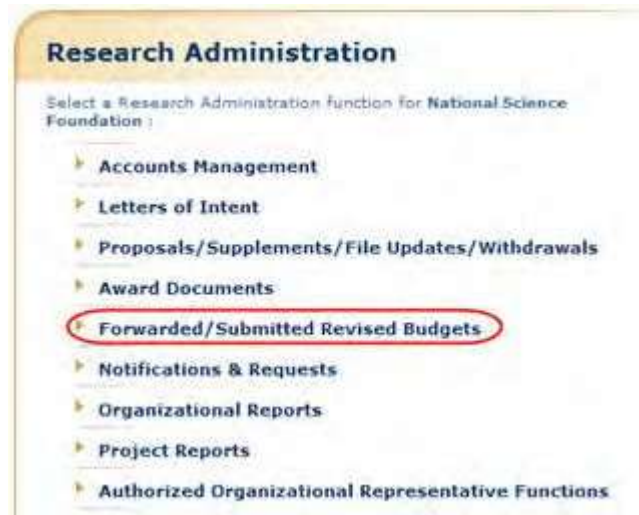 Research Administration
Select a Research Administration function for National Science
Foundation :
Accounts Management
Letters of Intent
Proposals/Supplements/File Updates/Withdrawals
Award Documents
Forwarded/Submitted Revised Budgets
Notifications & Requests
Organizational Reports
Project Reports
Authorized Organizational Representative Functions